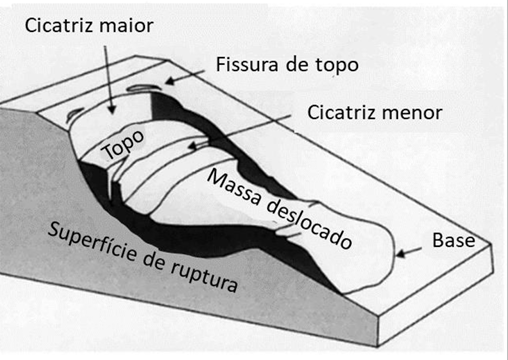 Cicatriz maior
Fissura de topo
Cicatriz menor
Topo
Massa deslocado
Base
Superfície de ruptura